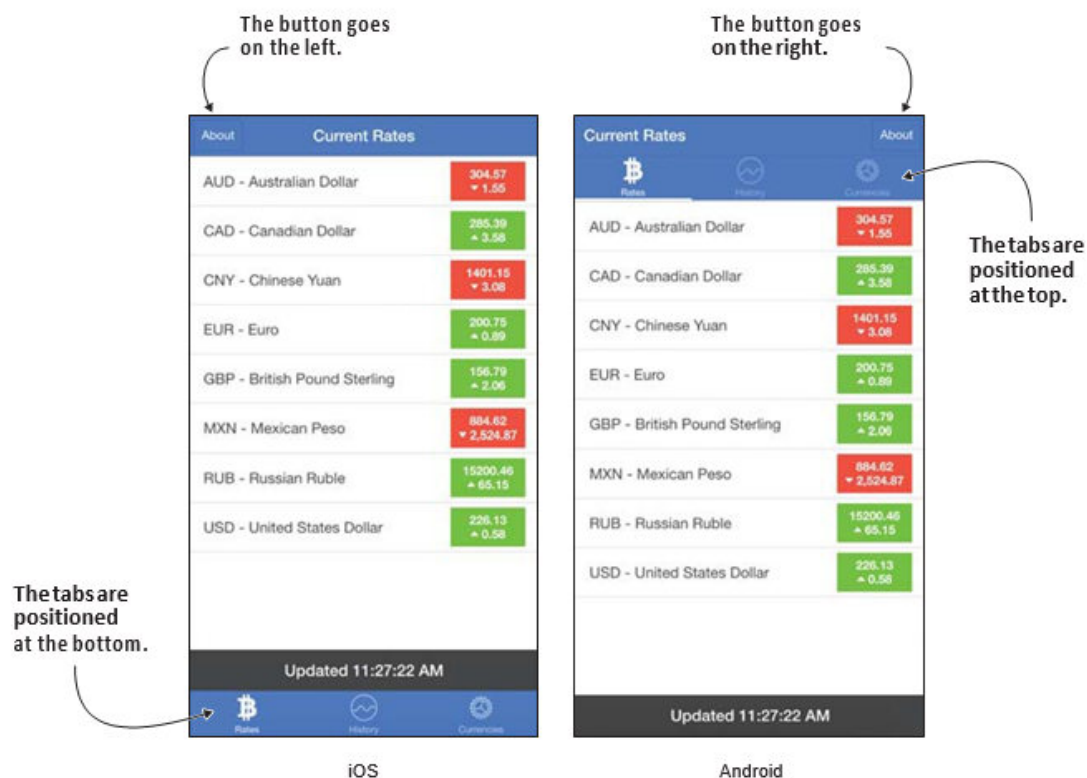 The button goes
on the left.
The button goes
on the right.
About
Current Rates
AUD - Australian Dollar
304.57
▼ 1.55
CAD - Canadian Dollar
285.39
▲ 3.58
CNY - Chinese Yuan
1401.15
▼ 3.08
EUR - Euro
200.75
▲ 0.89
GBP - British Pound Sterling
156.79
▲ 2.06
MXN - Mexican Peso
884.62
▼ 2,524.87
RUB - Russian Ruble
15200.46
▲ 65.15
USD - United States Dollar
226.13
▲ 0.58
Updated 11:27:22 AM
Rates
History
Currencies
The tabs are
positioned
at the bottom.
iOS
Current Rates
About
Rates
History
Currencies
AUD - Australian Dollar
304.57
▼ 1.55
CAD - Canadian Dollar
285.39
▲ 3.58
CNY - Chinese Yuan
1401.15
▼ 3.08
EUR - Euro
200.75
▲ 0.89
GBP - British Pound Sterling
156.79
▲ 2.06
MXN - Mexican Peso
884.62
▼ 2,524.87
RUB - Russian Ruble
15200.46
▲ 65.15
USD - United States Dollar
226.13
▲ 0.58
Updated 11:27:22 AM
The tabs are
positioned
at the top.
Android